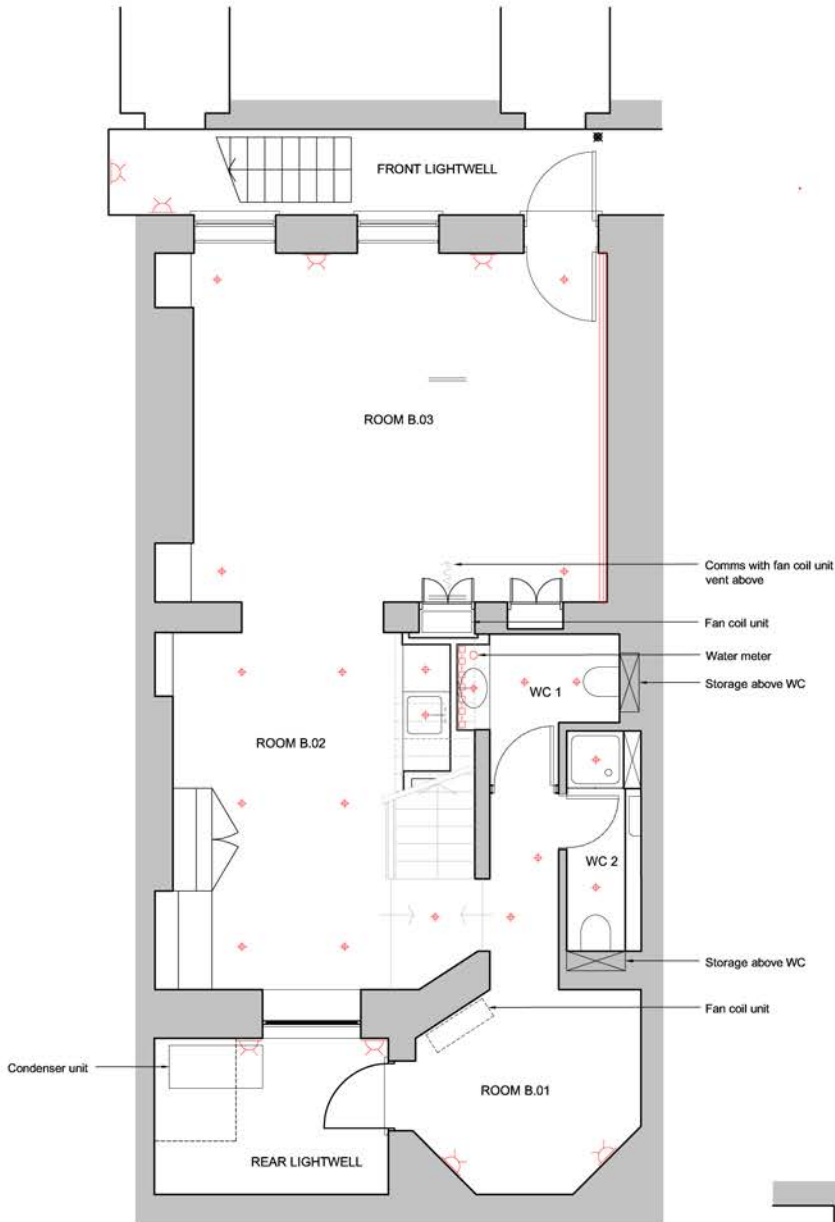 FRONT LIGHTWELL
ROOM B.03
Comms with fan coil unit
vent above
Fan coil unit
Water meter
WC 1
Storage above WC
ROOM B.02
WC 2
Storage above WC
Fan coil unit
Condenser unit
ROOM B.01
REAR LIGHTWELL